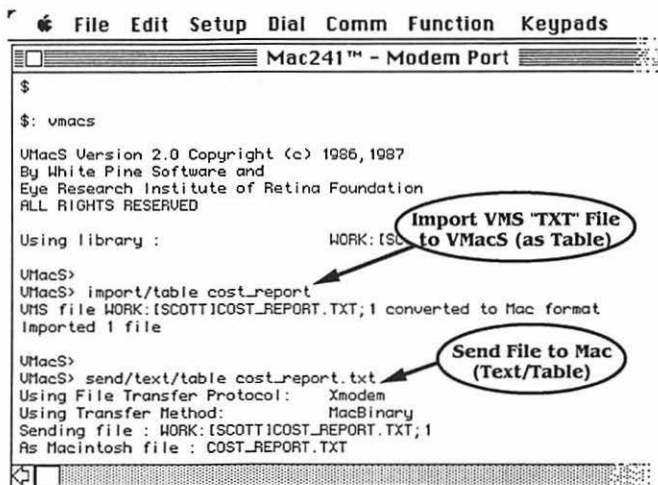 File Edit Setup Dial Comm Function Keypads
Mac241™ - Modem Port
$
$: vmacs
VMacS Version 2.0 Copyright (c) 1986,1987
By White Pine Software and
Eye Research Institute of Retina Foundation
ALL RIGHTS RESERVED
Import VMS "TXT" File
to VMacS (as Table)
Using library : WORK:[SC
VMacS>
VMacS> import/table cost_report
VMS file WORK:[SCOTT]COST_REPORT.TXT;1 converted to Mac format
Imported 1 file
Send File to Mac
(Text/Table)
VMacS>
VMacS> send/text/table cost_report.txt
Using File Transfer Protocol: Xmodem
Using Transfer Method: MacBinary
Sending file : WORK:[SCOTT]COST_REPORT.TXT;1
As Macintosh file : COST_REPORT.TXT